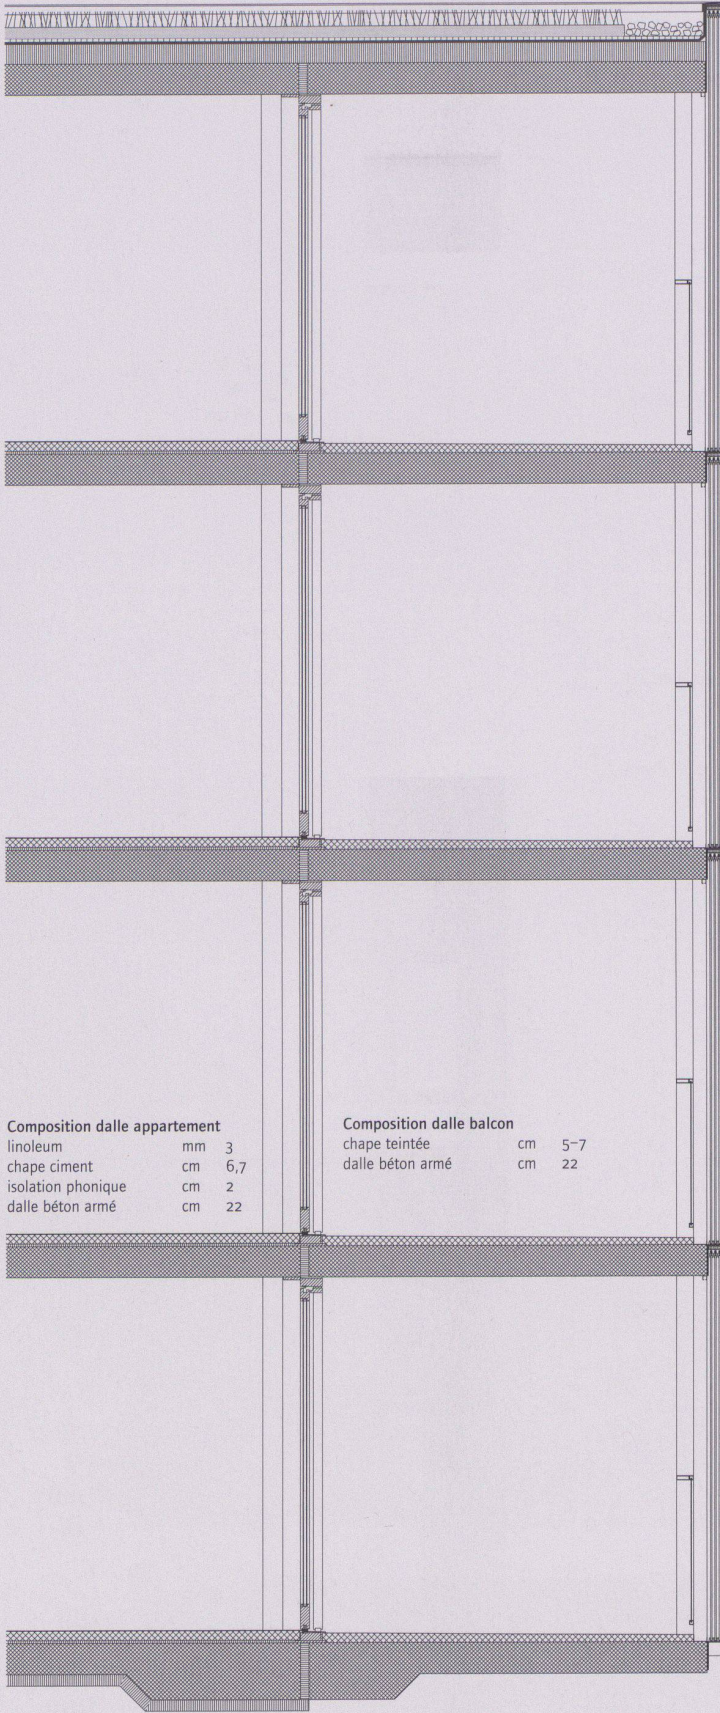 Composition dalle appartement
linoleum mm 3
chape ciment cm 6,7
isolation phonique cm 2
dalle béton armé cm 22
Composition dalle balcon
chape teintée cm 5–7
dalle béton armé cm 22